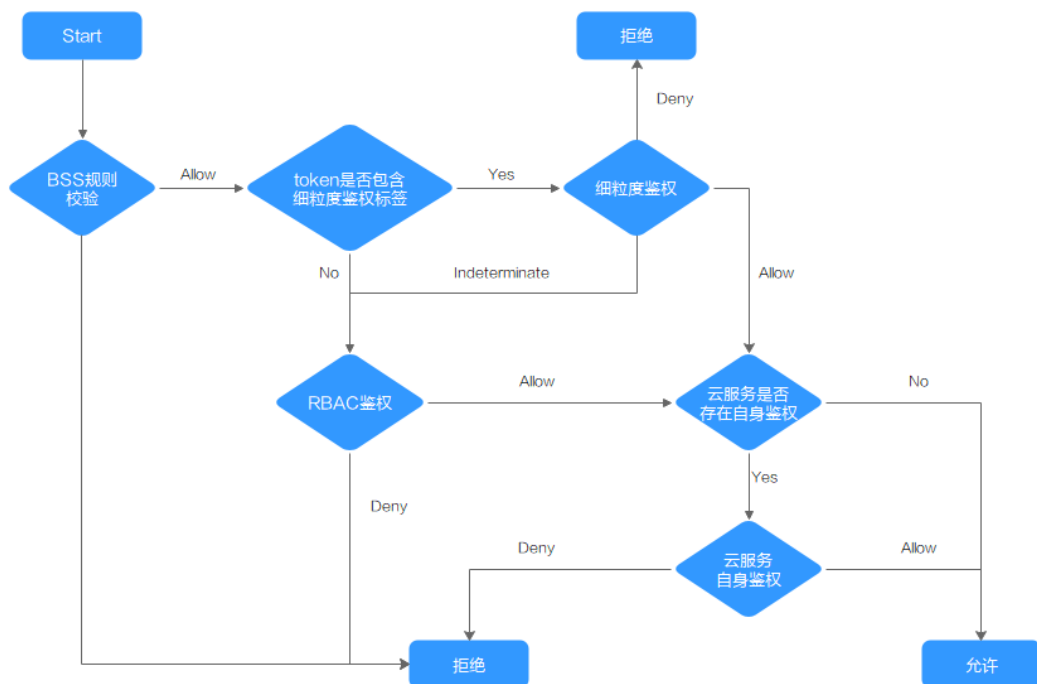 Start
拒绝
Deny
BSS规则
校验
Allow
token是否包含
细粒度鉴权标签
Yes
细粒度鉴权
No
Indeterminate
Allow
RBAC鉴权
Allow
云服务是否
存在自身鉴权
No
Yes
Deny
云服务
自身鉴权
Deny
Allow
拒绝
允许